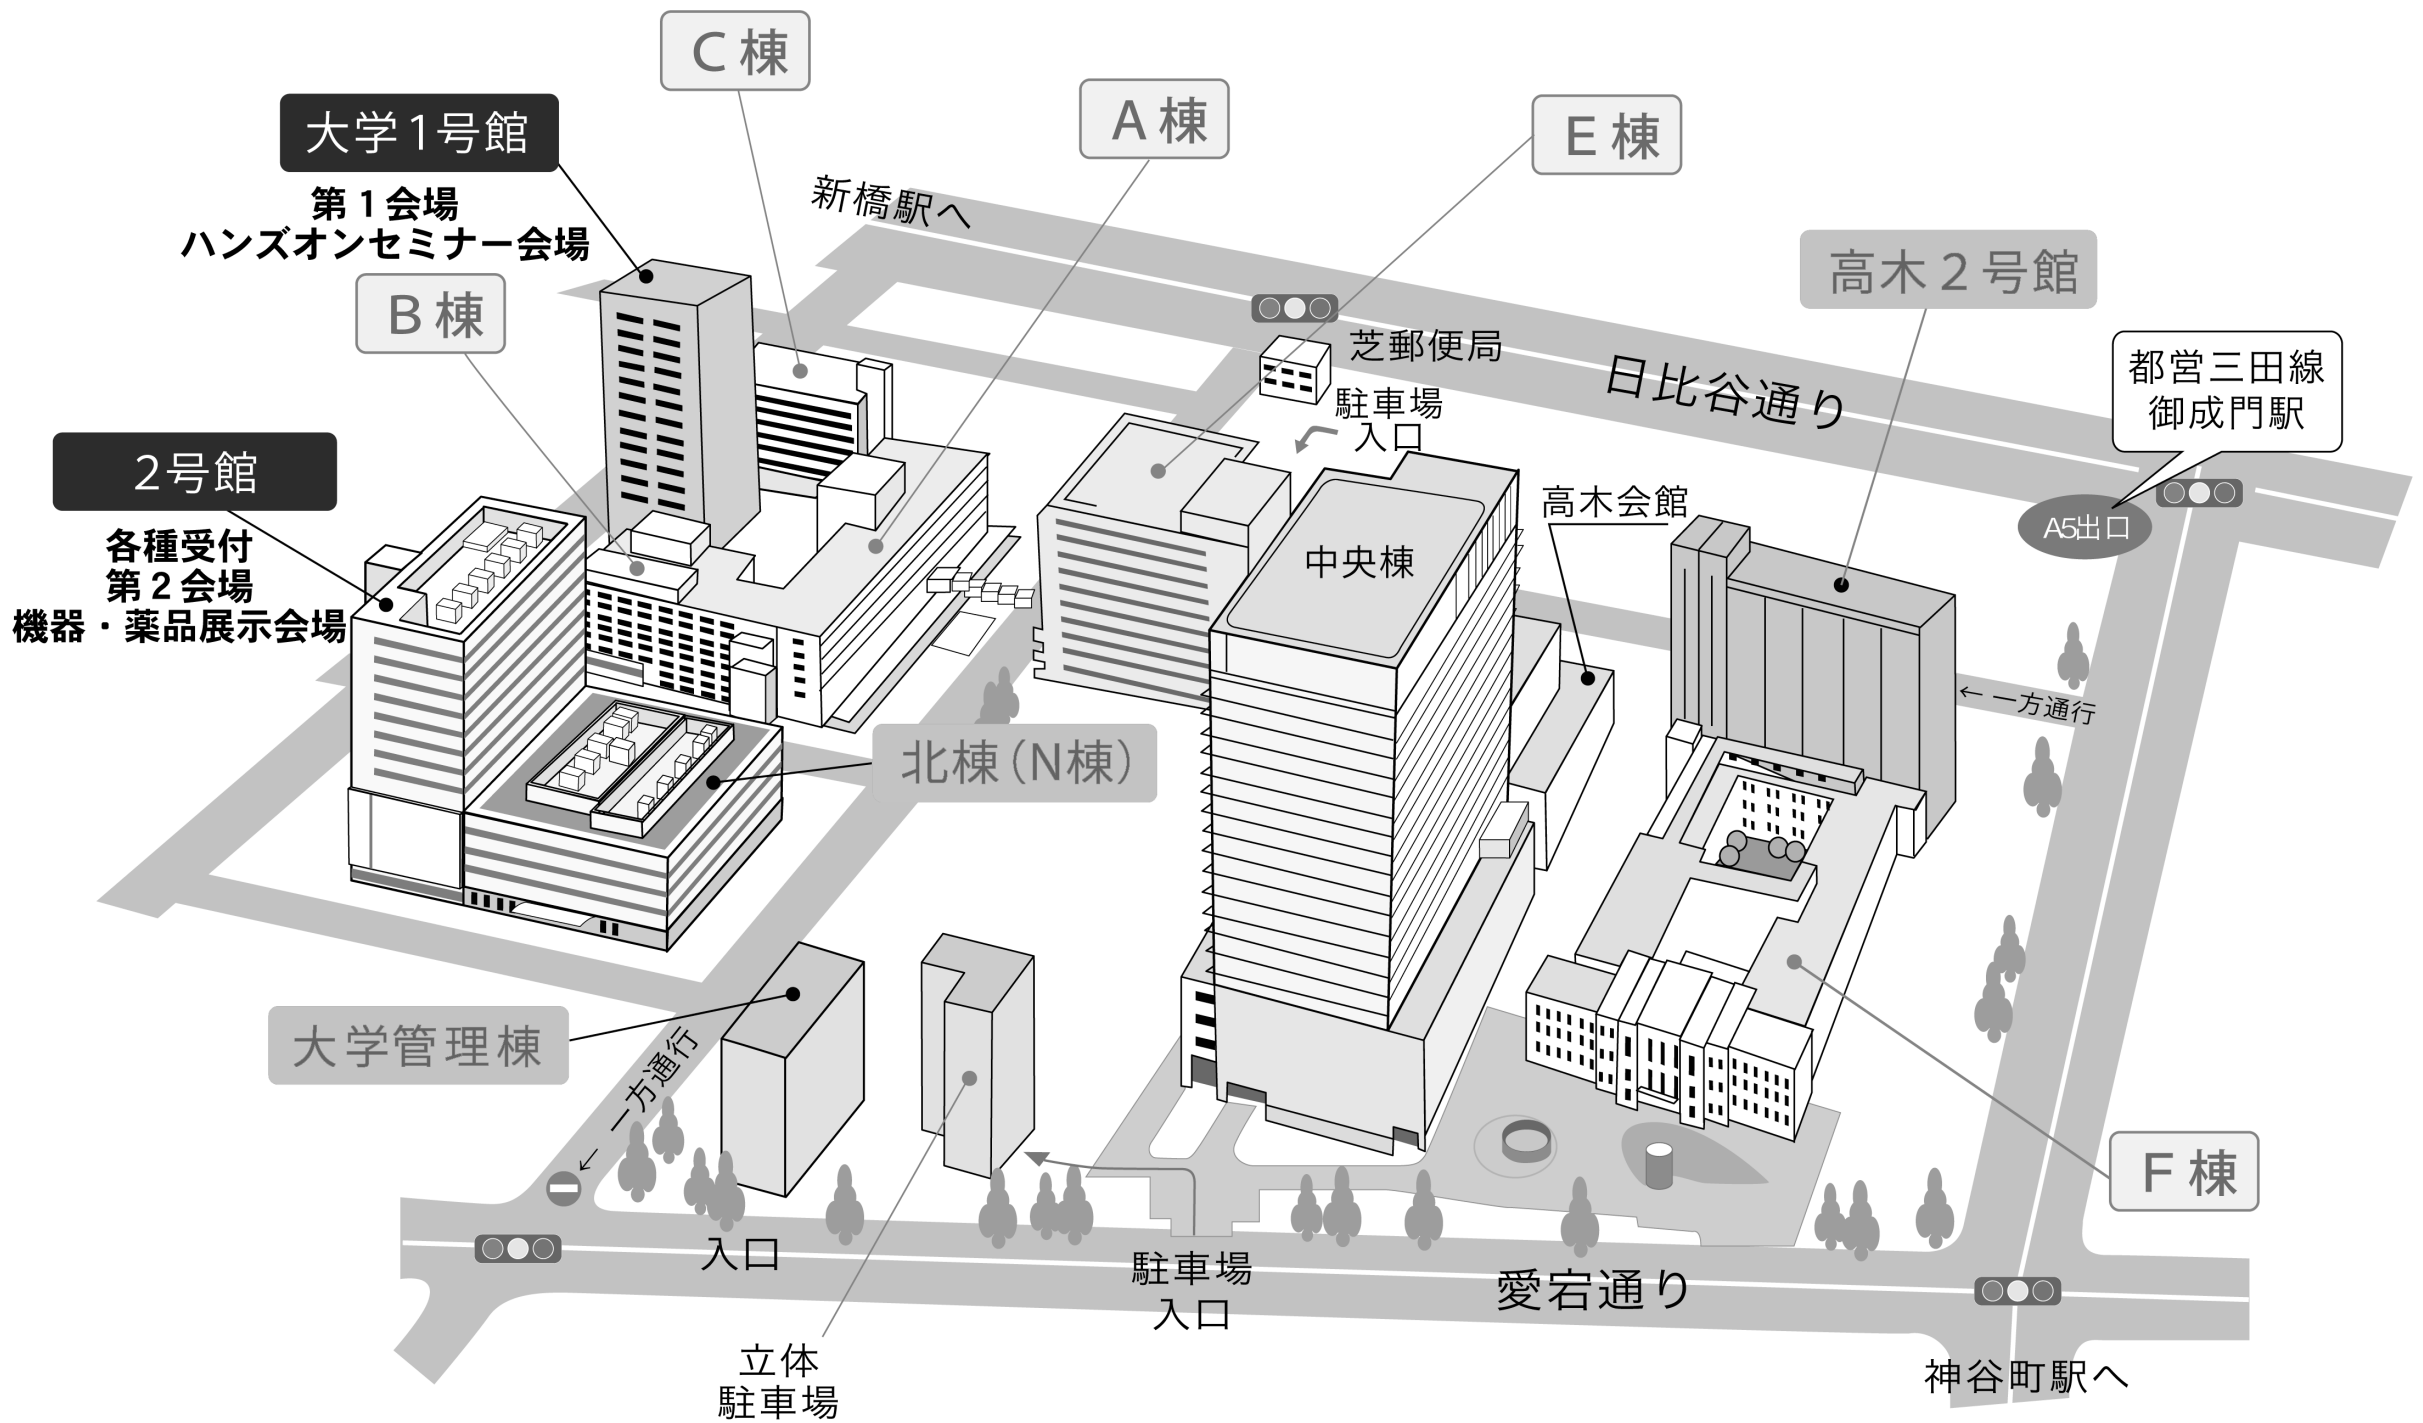 C棟
大学1号館
第1会場
ハンズオンセミナー会場
A棟
E棟
新橋駅へ
B棟
高木2号館
芝郵便局
日比谷通り
都営三田線
御成門駅
駐車場
入口
2号館
各種受付
第2会場
機器・薬品展示会場
高木会館
A5出口
中央棟
←一方通行
北棟(N棟)
大学管理棟
←一方通行
F棟
入口
駐車場
入口
愛宕通り
立体
駐車場
神谷町駅へ